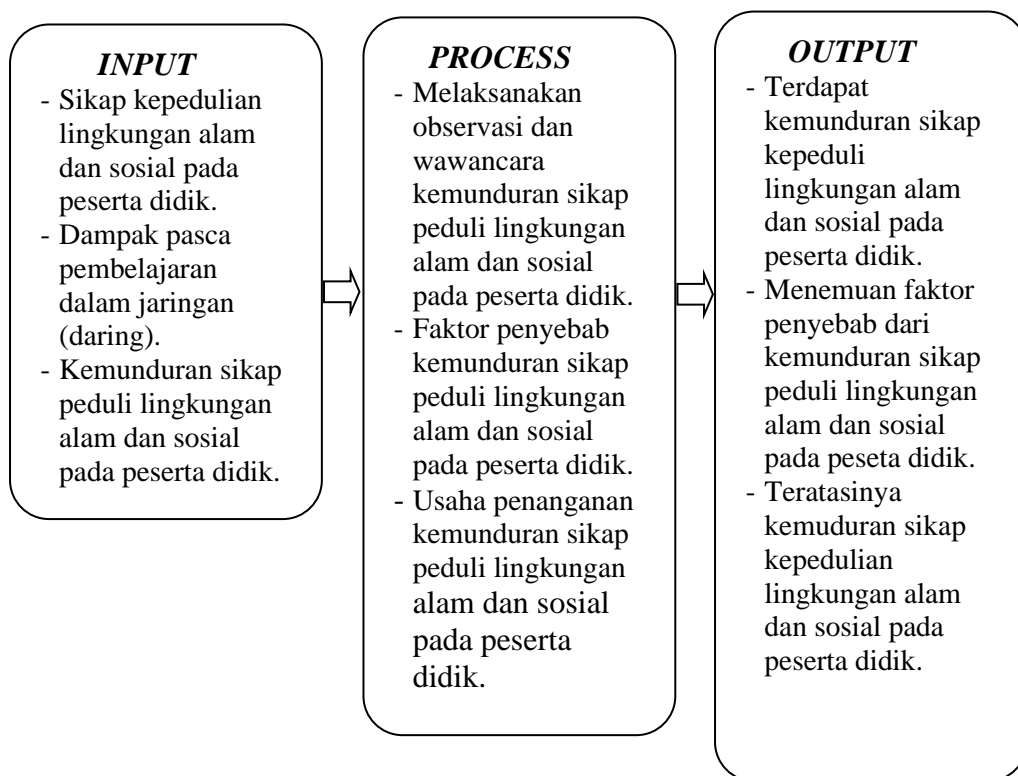 INPUT
- Sikap kepedulian
lingkungan alam
dan sosial pada
peserta didik.
- Dampak pasca
pembelajaran
dalam jaringan
(daring).
- Kemunduran sikap
peduli lingkungan
alam dan sosial
pada peserta didik.
PROCESS
- Melaksanakan
observasi dan
wawancara
kemunduran sikap
peduli lingkungan
alam dan sosial
pada peserta didik.
- Faktor penyebab
kemunduran sikap
peduli lingkungan
alam dan sosial
pada peserta didik.
- Usaha penanganan
kemunduran sikap
peduli lingkungan
alam dan sosial
pada peserta
didik.
OUTPUT
- Terdapat
kemunduran sikap
kepeduli
lingkungan alam
dan sosial pada
peserta didik.
- Menemuan faktor
penyebab dari
kemunduran sikap
peduli lingkungan
alam dan sosial
pada peseta didik.
- Teratasinya
kemuduran sikap
kepedulian
lingkungan alam
dan sosial pada
peserta didik.